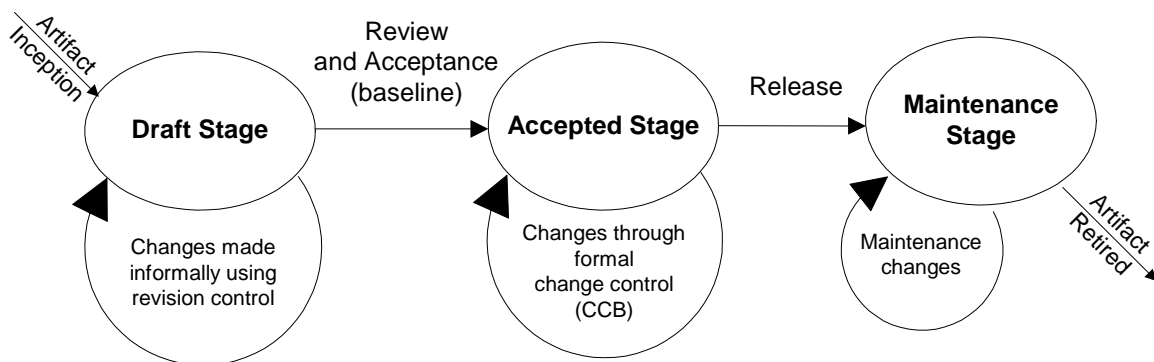 Artifact
Inception
Draft Stage
Changes made
informally using
revision control
Review
and Acceptance
(baseline)
Accepted Stage
Changes through
formal
change control
(CCB)
Release
Maintenance
Stage
Maintenance
changes
Artifact
Retired